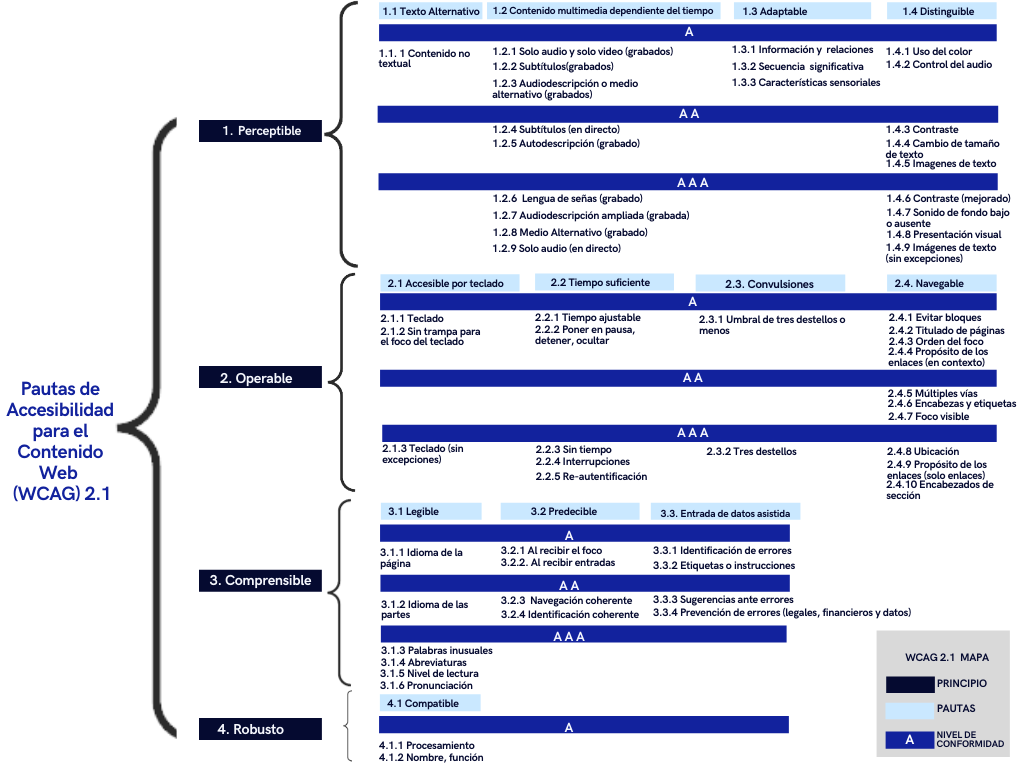 Pautas de
Accesibilidad
para el
Contenido
Web
(WCAG) 2.1
1. Perceptible
1.1 Texto Alternativo
1.2 Contenido multimedia dependiente del tiempo
1.3 Adaptable
1.4 Distinguible
A
1.1. 1 Contenido no
textual
1.2.1 Solo audio y solo video (grabados)
1.2.2 Subtítulos(grabados)
1.2.3 Audiodescripción o medio
alternativo (grabados)
1.3.1 Información y relaciones
1.3.2 Secuencia significativa
1.3.3 Características sensoriales
1.4.1 Uso del color
1.4.2 Control del audio
A A
1.2.4 Subtítulos (en directo)
1.2.5 Autodescripción (grabado)
1.4.3 Contraste
1.4.4 Cambio de tamaño
de texto
1.4.5 Imagenes de texto
A A A
1.2.6 Lengua de señas (grabado)
1.2.7 Audiodescripción ampliada (grabada)
1.2.8 Medio Alternativo (grabado)
1.2.9 Solo audio (en directo)
1.4.6 Contraste (mejorado)
1.4.7 Sonido de fondo bajo
o ausente
1.4.8 Presentación visual
1.4.9 Imágenes de texto
(sin excepciones)
2. Operable
2.1 Accesible por teclado
2.2 Tiempo suficiente
2.3. Convulsiones
2.4. Navegable
A
2.1.1 Teclado
2.1.2 Sin trampa para
el foco del teclado
2.2.1 Tiempo ajustable
2.2.2 Poner en pausa,
detener, ocultar
2.3.1 Umbral de tres destellos o
menos
2.4.1 Evitar bloques
2.4.2 Titulado de páginas
2.4.3 Orden del foco
2.4.4 Propósito de los
enlaces (en contexto)
A A
2.4.5 Múltiples vías
2.4.6 Encabezas y etiquetas
2.4.7 Foco visible
A A A
2.1.3 Teclado (sin
excepciones)
2.2.3 Sin tiempo
2.2.4 Interrupciones
2.2.5 Re-autentificación
2.3.2 Tres destellos
2.4.8 Ubicación
2.4.9 Propósito de los
enlaces (solo enlaces)
2.4.10 Encabezados de
sección
3. Comprensible
3.1 Legible
3.2 Predecible
3.3. Entrada de datos asistida
A
3.1.1 Idioma de la
página
3.2.1 Al recibir el foco
3.2.2. Al recibir entradas
3.3.1 Identificación de errores
3.3.2 Etiquetas o instrucciones
A A
3.1.2 Idioma de las
partes
3.2.3 Navegación coherente
3.2.4 Identificación coherente
3.3.3 Sugerencias ante errores
3.3.4 Prevención de errores (legales, financieros y datos)
A A A
3.1.3 Palabras inusuales
3.1.4 Abreviaturas
3.1.5 Nivel de lectura
3.1.6 Pronunciación
4. Robusto
4.1 Compatible
A
4.1.1 Procesamiento
4.1.2 Nombre, función
WCAG 2.1 MAPA
PRINCIPIO
PAUTAS
A
NIVEL DE
CONFORMIDAD